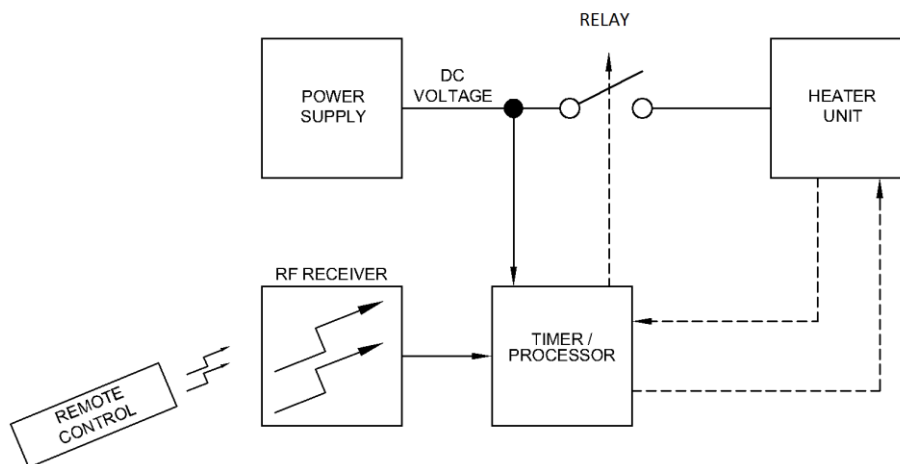 RELAY
POWER
SUPPLY
DC
VOLTAGE
HEATER
UNIT
RF RECEIVER
TIMER /
PROCESSOR
REMOTE
CONTROL